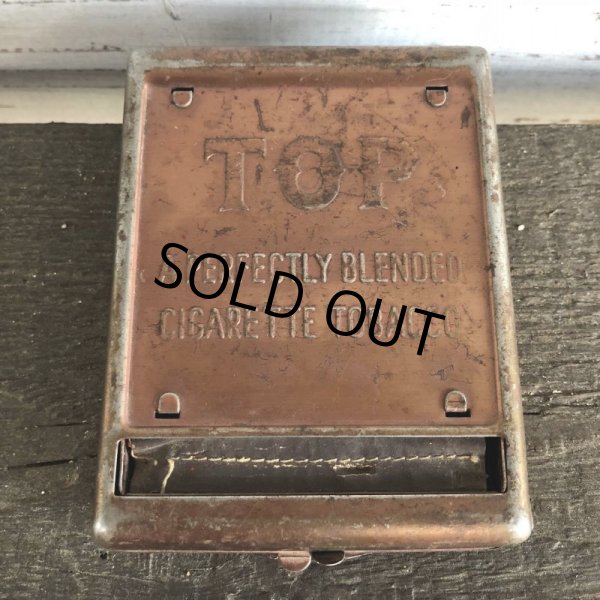 TOP
A PERFECTLY BLENDED
CIGARETTE TOBACCO
SOLD OUT